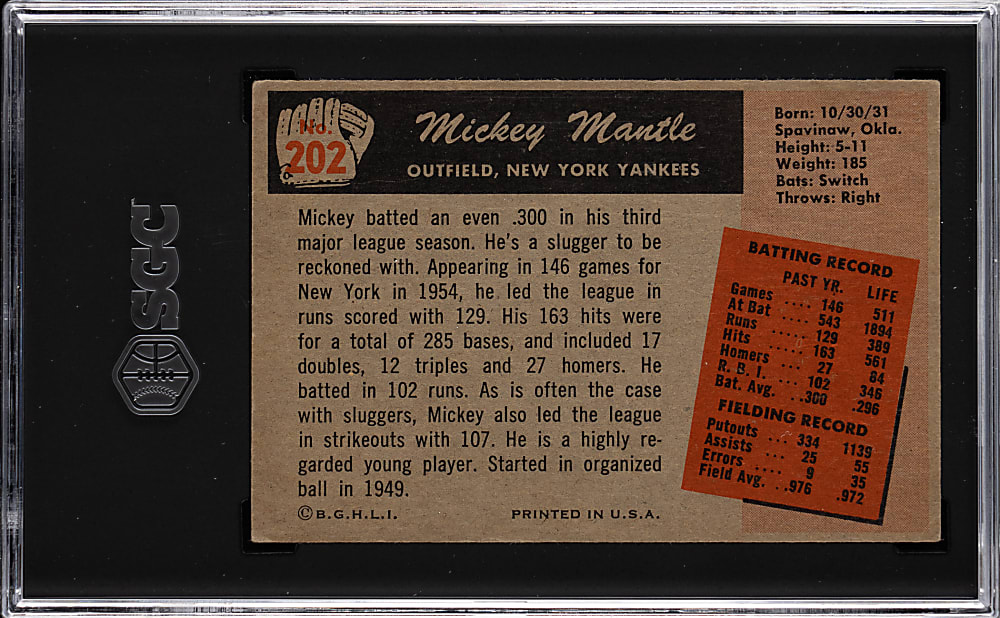 SGC
No.
202
Mickey Mantle
OUTFIELD, NEW YORK YANKEES
Born: 10/30/31
Spavinaw, Okla.
Height: 5-11
Weight: 185
Bats: Switch
Throws: Right
Mickey batted an even .300 in his third
major league season. He's a slugger to be
reckoned with. Appearing in 146 games for
New York in 1954, he led the league in
runs scored with 129. His 163 hits were
for a total of 285 bases, and included 17
doubles, 12 triples and 27 homers. He
batted in 102 runs. As is often the case
with sluggers, Mickey also led the league
in strikeouts with 107. He is a highly re-
garded young player. Started in organized
ball in 1949.
BATTING RECORD
PAST YR. LIFE
Games .... 146 511
At Bat .... 543 1894
Runs .... 129 389
Hits ..... 163 561
Homers .... 27 84
R. B. I. ... 102 346
Bat. Avg. ..300 .296
FIELDING RECORD
Putouts ... 334 1139
Assists ... 25 55
Errors .... 9 35
Field Avg. ..976 .972
©B.G.H.L.I. PRINTED IN U.S.A.